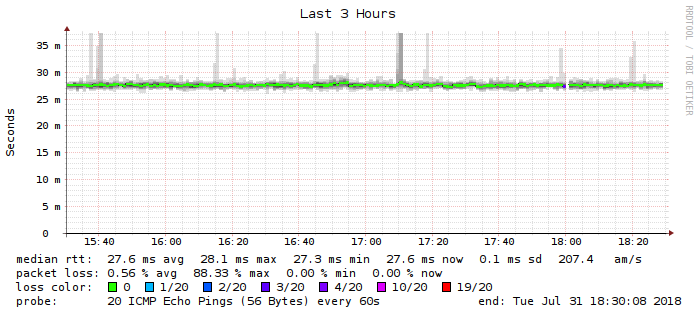 Last 3 Hours
RRDTOOL / TOBI OETIKER
Seconds
35 m
30 m
25 m
20 m
15 m
10 m
5 m
0
15:40 16:00 16:20 16:40 17:00 17:20 17:40 18:00 18:20
median rtt: 27.6 ms avg 28.1 ms max 27.3 ms min 27.6 ms now 0.1 ms sd 207.4 am/s
packet loss: 0.56 % avg 88.33 % max 0.00 % min 0.00 % now
loss color: 0 1/20 2/20 3/20 4/20 10/20 19/20
probe: 20 ICMP Echo Pings (56 Bytes) every 60s end: Tue Jul 31 18:30:08 2018